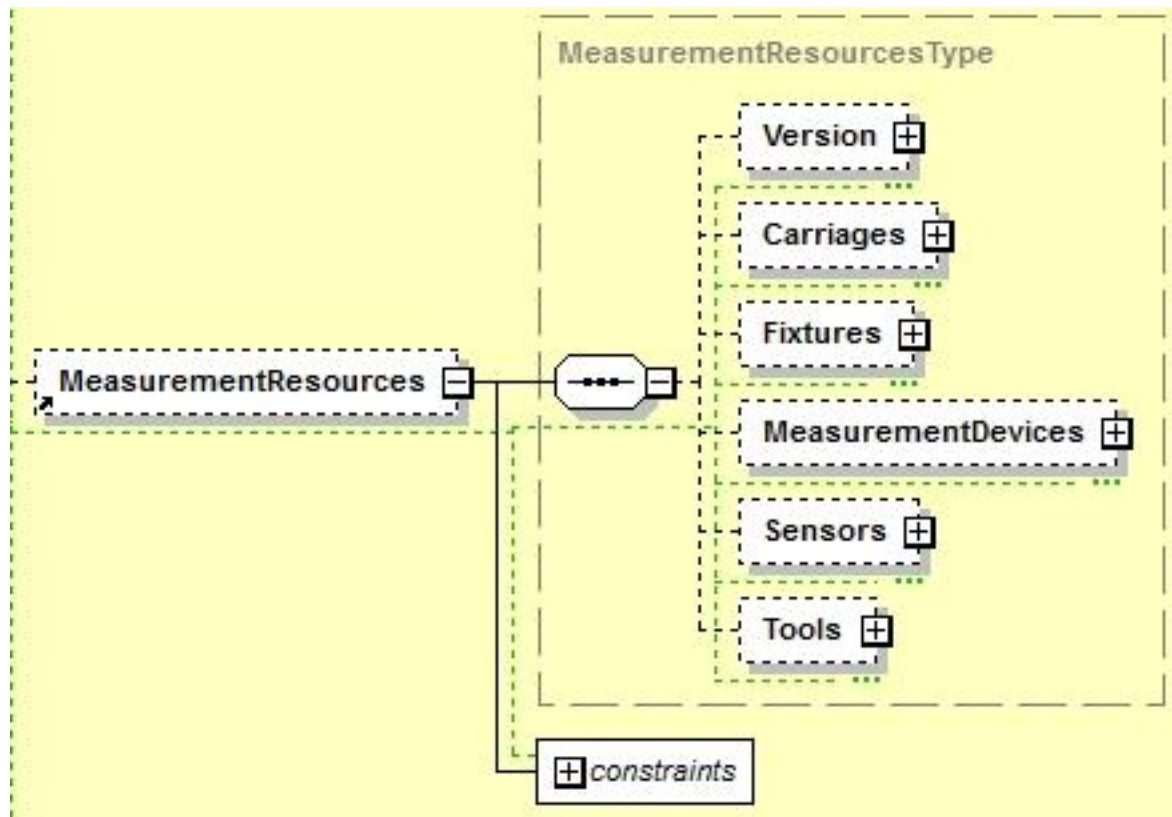 MeasurementResourcesType
Version
Carriages
Fixtures
MeasurementResources
MeasurementDevices
Sensors
Tools
constraints